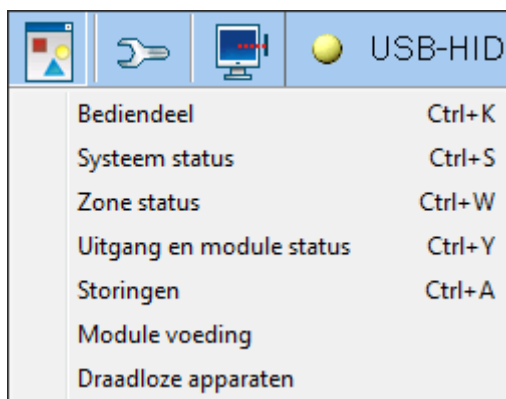 USB-HID
Bediendeel Ctrl+K
Systeem status Ctrl+S
Zone status Ctrl+W
Uitgang en module status Ctrl+Y
Storingen Ctrl+A
Module voeding
Draadloze apparaten